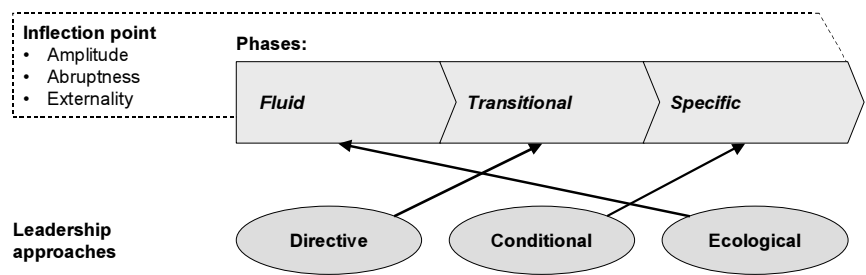 Inflection point
• Amplitude
• Abruptness
• Externality
Phases:
Fluid
Transitional
Specific
Leadership
approaches
Directive
Conditional
Ecological